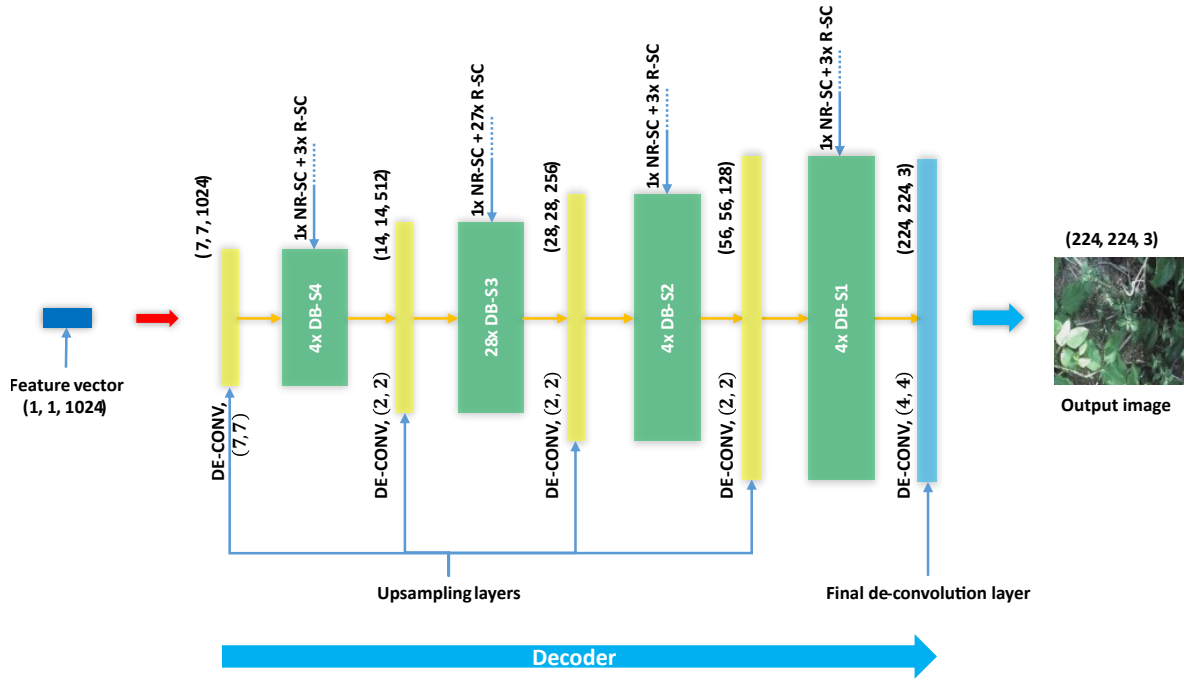 Feature vector
(1, 1, 1024)
(7, 7, 1024)
DE-CONV,
(7, 7)
1x NR-SC + 3x R-SC
4x DB-S4
(14, 14, 512)
DE-CONV, (2, 2)
1x NR-SC + 27x R-SC
28x DB-S3
(28, 28, 256)
DE-CONV, (2, 2)
1x NR-SC + 3x R-SC
4x DB-S2
(56, 56, 128)
DE-CONV, (2, 2)
1x NR-SC + 3x R-SC
4x DB-S1
(224, 224, 3)
DE-CONV, (4, 4)
(224, 224, 3)
Output image
Upsampling layers
Final de-convolution layer
Decoder